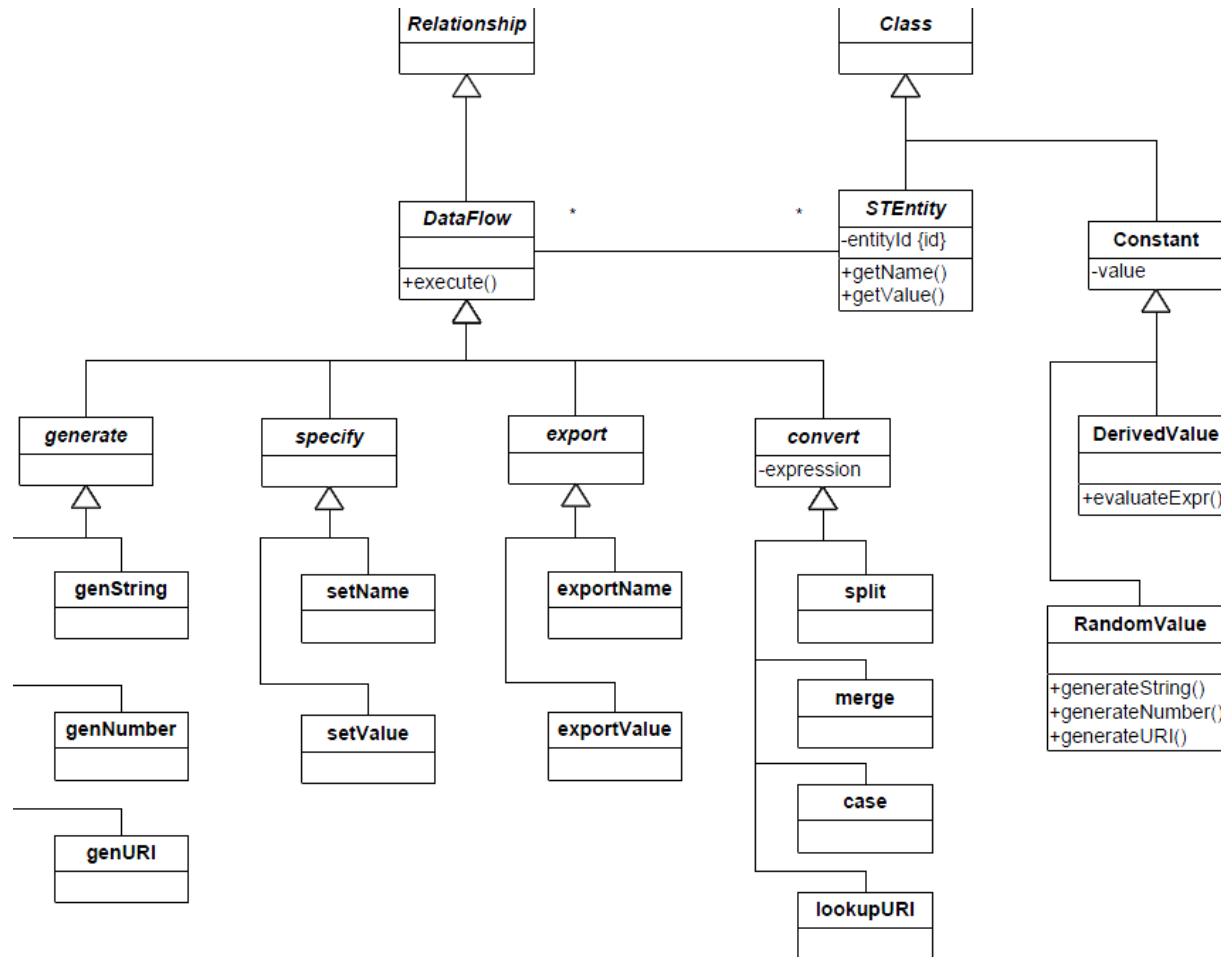 Relationship
Class
DataFlow
+execute()
*
*
STEntity
-entityId {id}
+getName()
+getValue()
Constant
-value
generate
specify
export
convert
-expression
DerivedValue
+evaluateExpr()
genString
setName
exportName
split
RandomValue
+generateString()
+generateNumber()
+generateURI()
genNumber
setValue
exportValue
merge
case
genURI
lookupURI